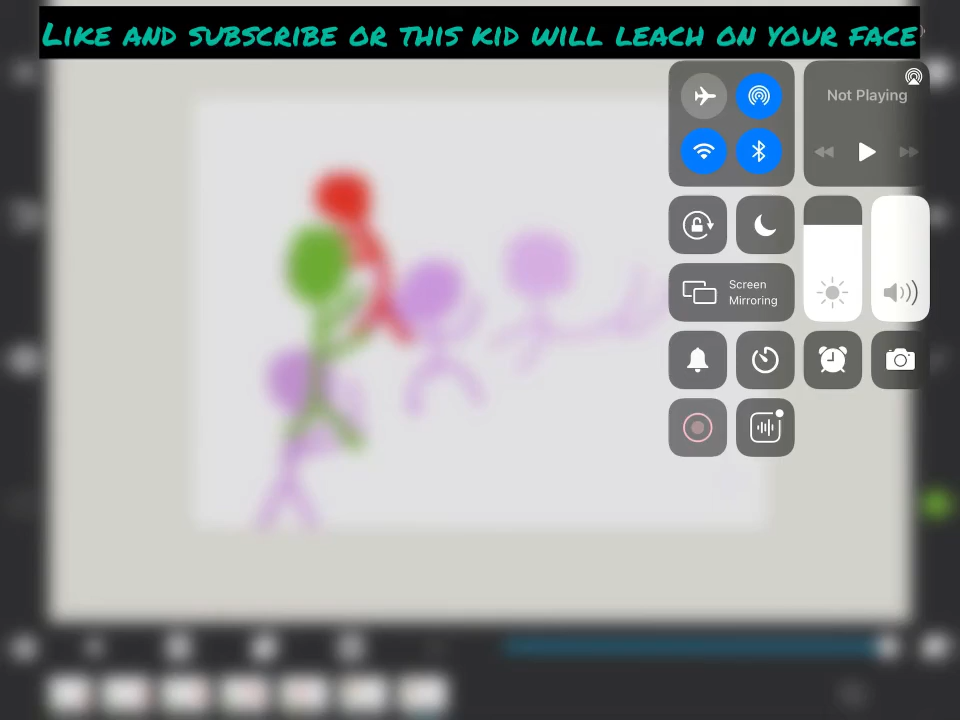 Like and subscribe or this kid will leach on your face
Not Playing
Screen
Mirroring